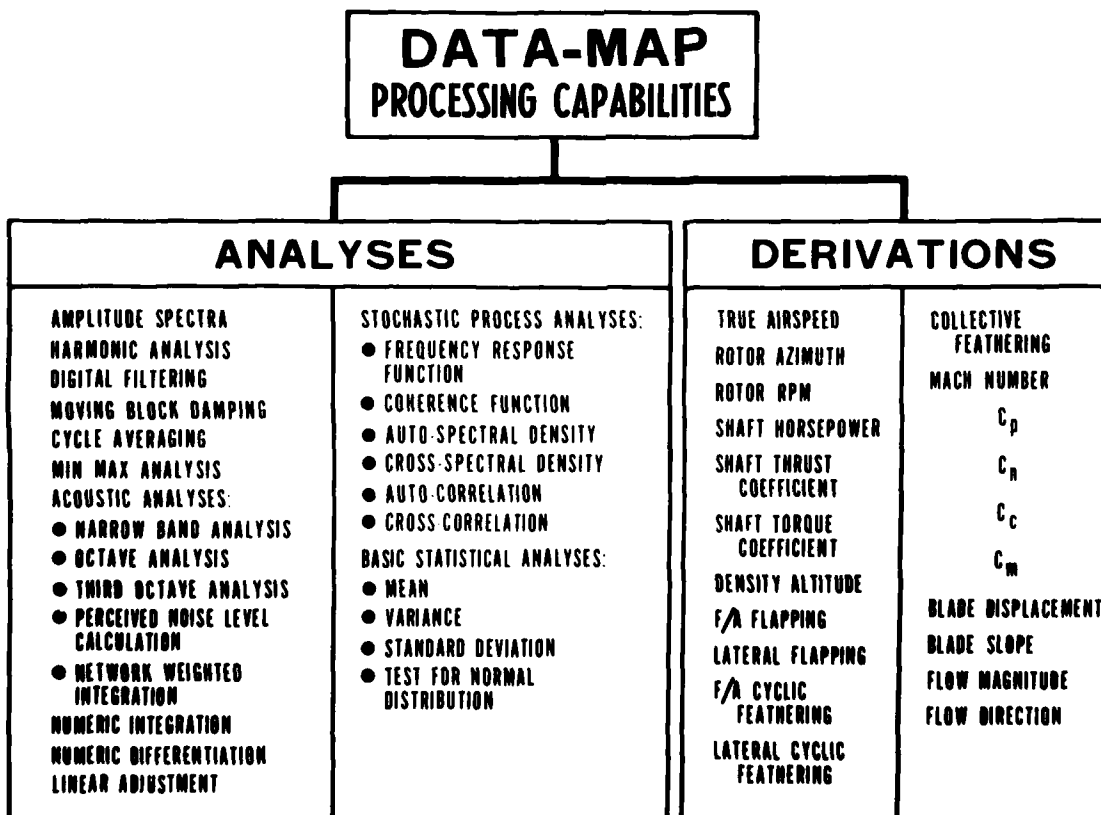 DATA-MAP
PROCESSING CAPABILITIES
ANALYSES
AMPLITUDE SPECTRA
HARMONIC ANALYSIS
DIGITAL FILTERING
MOVING BLOCK DAMPING
CYCLE AVERAGING
MIN MAX ANALYSIS
ACOUSTIC ANALYSES:
● NARROW BAND ANALYSIS
● OCTAVE ANALYSIS
● THIRD OCTAVE ANALYSIS
● PERCEIVED NOISE LEVEL
CALCULATION
● NETWORK WEIGHTED
INTEGRATION
NUMERIC INTEGRATION
NUMERIC DIFFERENTIATION
LINEAR ADJUSTMENT
STOCHASTIC PROCESS ANALYSES:
● FREQUENCY RESPONSE
FUNCTION
● COHERENCE FUNCTION
● AUTO-SPECTRAL DENSITY
● CROSS-SPECTRAL DENSITY
● AUTO-CORRELATION
● CROSS-CORRELATION
BASIC STATISTICAL ANALYSES:
● MEAN
● VARIANCE
● STANDARD DEVIATION
● TEST FOR NORMAL
DISTRIBUTION
DERIVATIONS
TRUE AIRSPEED
ROTOR AZIMUTH
ROTOR RPM
SHAFT HORSEPOWER
SHAFT THRUST
COEFFICIENT
SHAFT TORQUE
COEFFICIENT
DENSITY ALTITUDE
F/A FLAPPING
LATERAL FLAPPING
F/A CYCLIC
FEATHERING
LATERAL CYCLIC
FEATHERING
COLLECTIVE
FEATHERING
MACH NUMBER
Cp
Cn
Cc
Cm
BLADE DISPLACEMENT
BLADE SLOPE
FLOW MAGNITUDE
FLOW DIRECTION